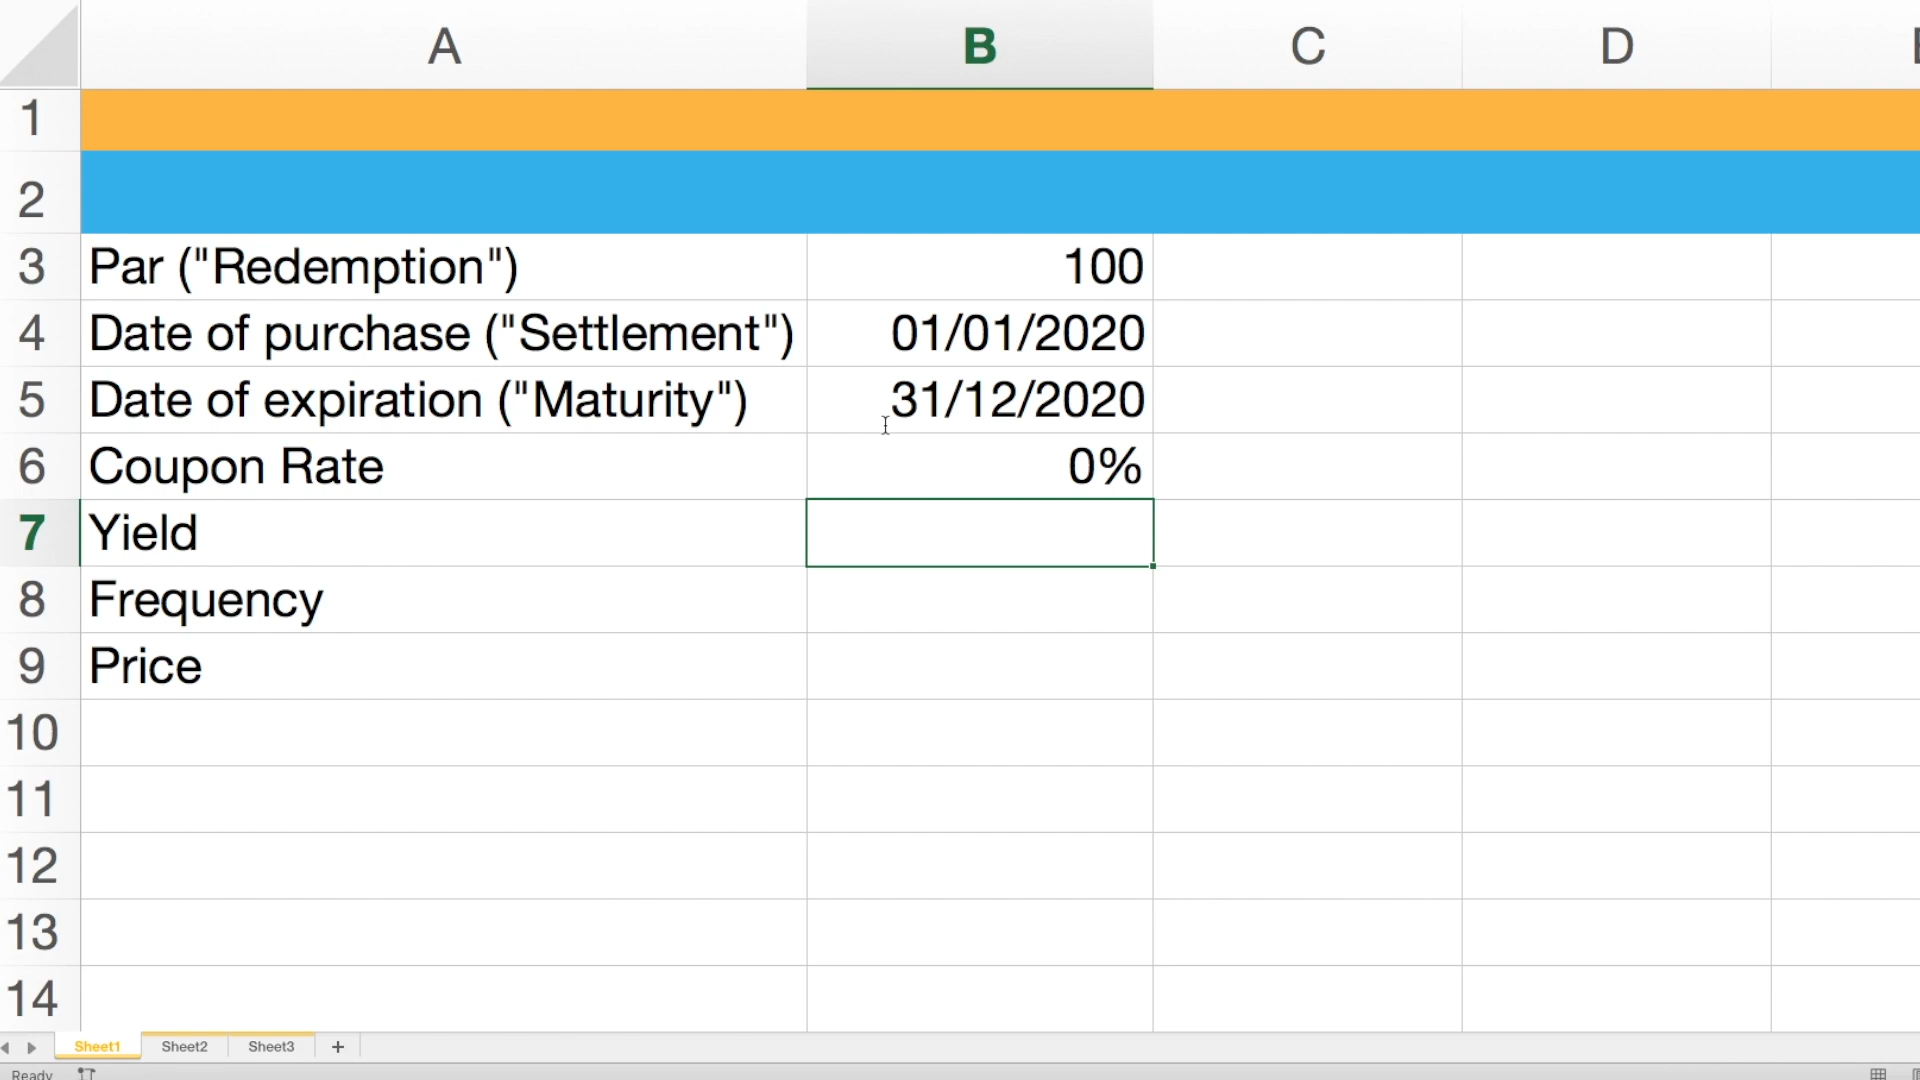 A B C D
1
2
3 Par ("Redemption") 100
4 Date of purchase ("Settlement") 01/01/2020
5 Date of expiration ("Maturity") 31/12/2020
6 Coupon Rate 0%
7 Yield
8 Frequency
9 Price
10
11
12
13
14
Sheet1 Sheet2 Sheet3 +
Ready